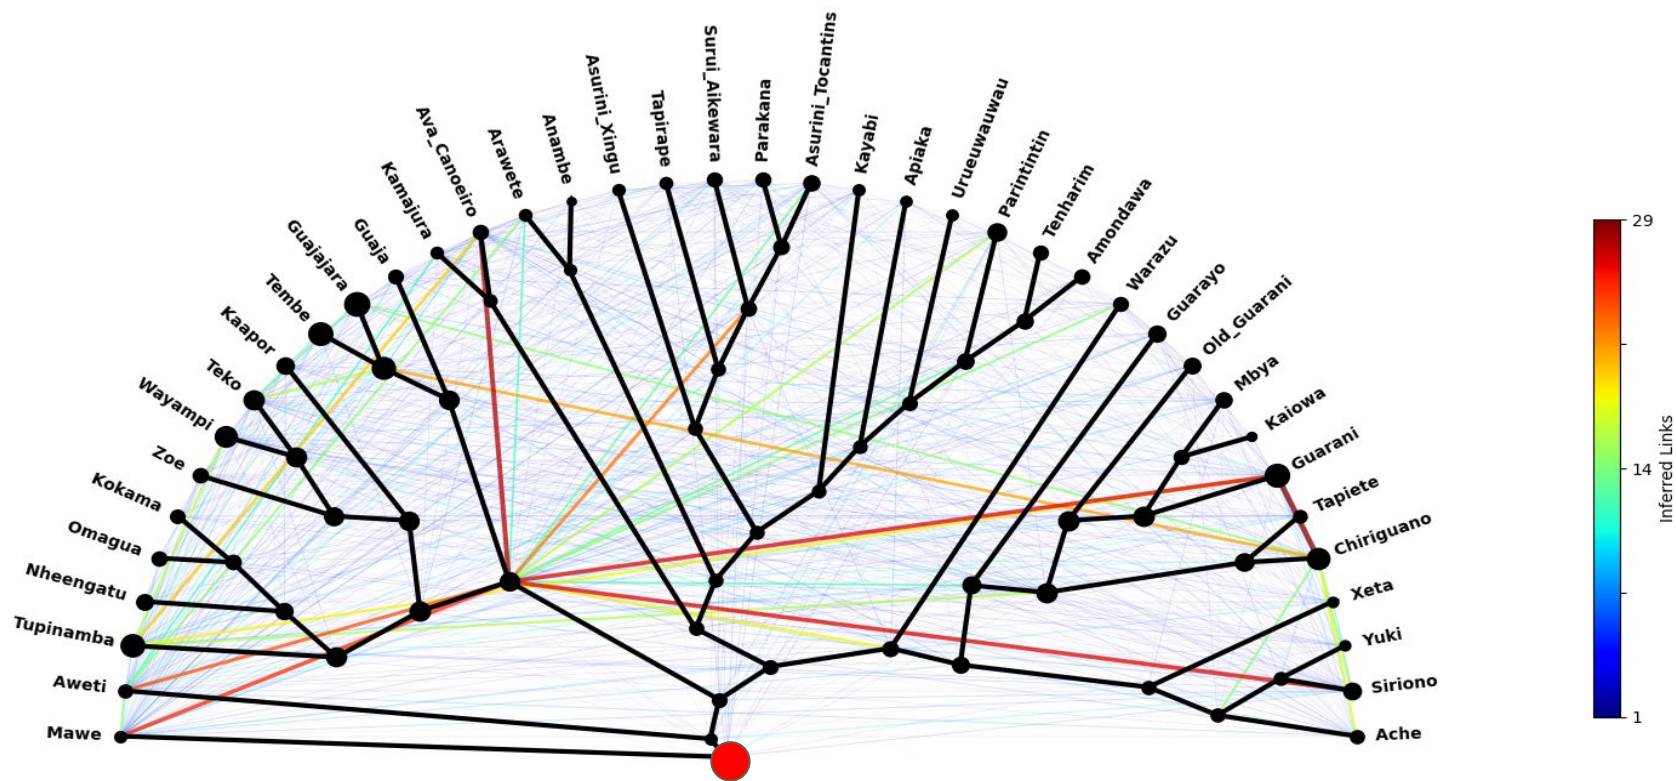 Mawe
Aweti
Tupinamba
Nheengatu
Omagua
Kokama
Zoe
Wayampi
Teko
Kaapor
Tembe
Guajajara
Guaja
Kamajura
Ava_Canoeiro
Arawete
Anambe
Asurini_Xingu
Tapirape
Surui_Aikewara
Parakana
Asurini_Tocantins
Kayabi
Apiaka
Urueuwauwau
Parintintin
Tenharim
Amondawa
Warazu
Guarayo
Old_Guarani
Mbya
Kaiowa
Guarani
Tapiete
Chiriguano
Xeta
Yuki
Siriono
Ache
29
14
1
Inferred Links